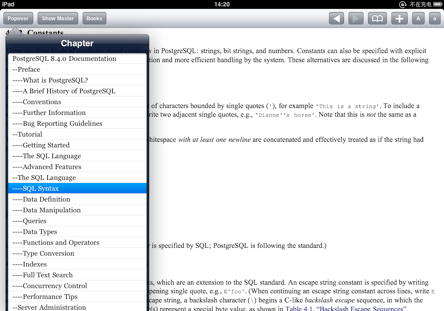 iPad
14:20
不在充电
Popover
Show Master
Books
A
a
Constants
Chapter
PostgreSQL 8.4.0 Documentation
--Preface
----What is PostgreSQL?
----A Brief History of PostgreSQL
----Conventions
----Further Information
----Bug Reporting Guidelines
--Tutorial
----Getting Started
----The SQL Language
----Advanced Features
--The SQL Language
----SQL Syntax
----Data Definition
----Data Manipulation
----Queries
----Data Types
----Functions and Operators
----Type Conversion
----Indexes
----Full Text Search
----Concurrency Control
----Performance Tips
--Server Administration
in PostgreSQL: strings, bit strings, and numbers. Constants can also be specified with explicit
tion and more efficient handling by the system. These alternatives are discussed in the following
of characters bounded by single quotes ('), for example 'This is a string'. To include a
rite two adjacent single quotes, e.g., 'Dianne''s horse'. Note that this is not the same as a
whitespace with at least one newline are concatenated and effectively treated as if the string had
r is specified by SQL; PostgreSQL is following the standard.)
ts, which are an extension to the SQL standard. An escape string constant is specified by writing
pening single quote, e.g., E'foo'. (When continuing an escape string constant across lines, write E
cape string, a backslash character (\) begins a C-like backslash escape sequence, in which the
r(s) represent a special byte value, as shown in Table 4.1, "Backslash Escape Sequences".